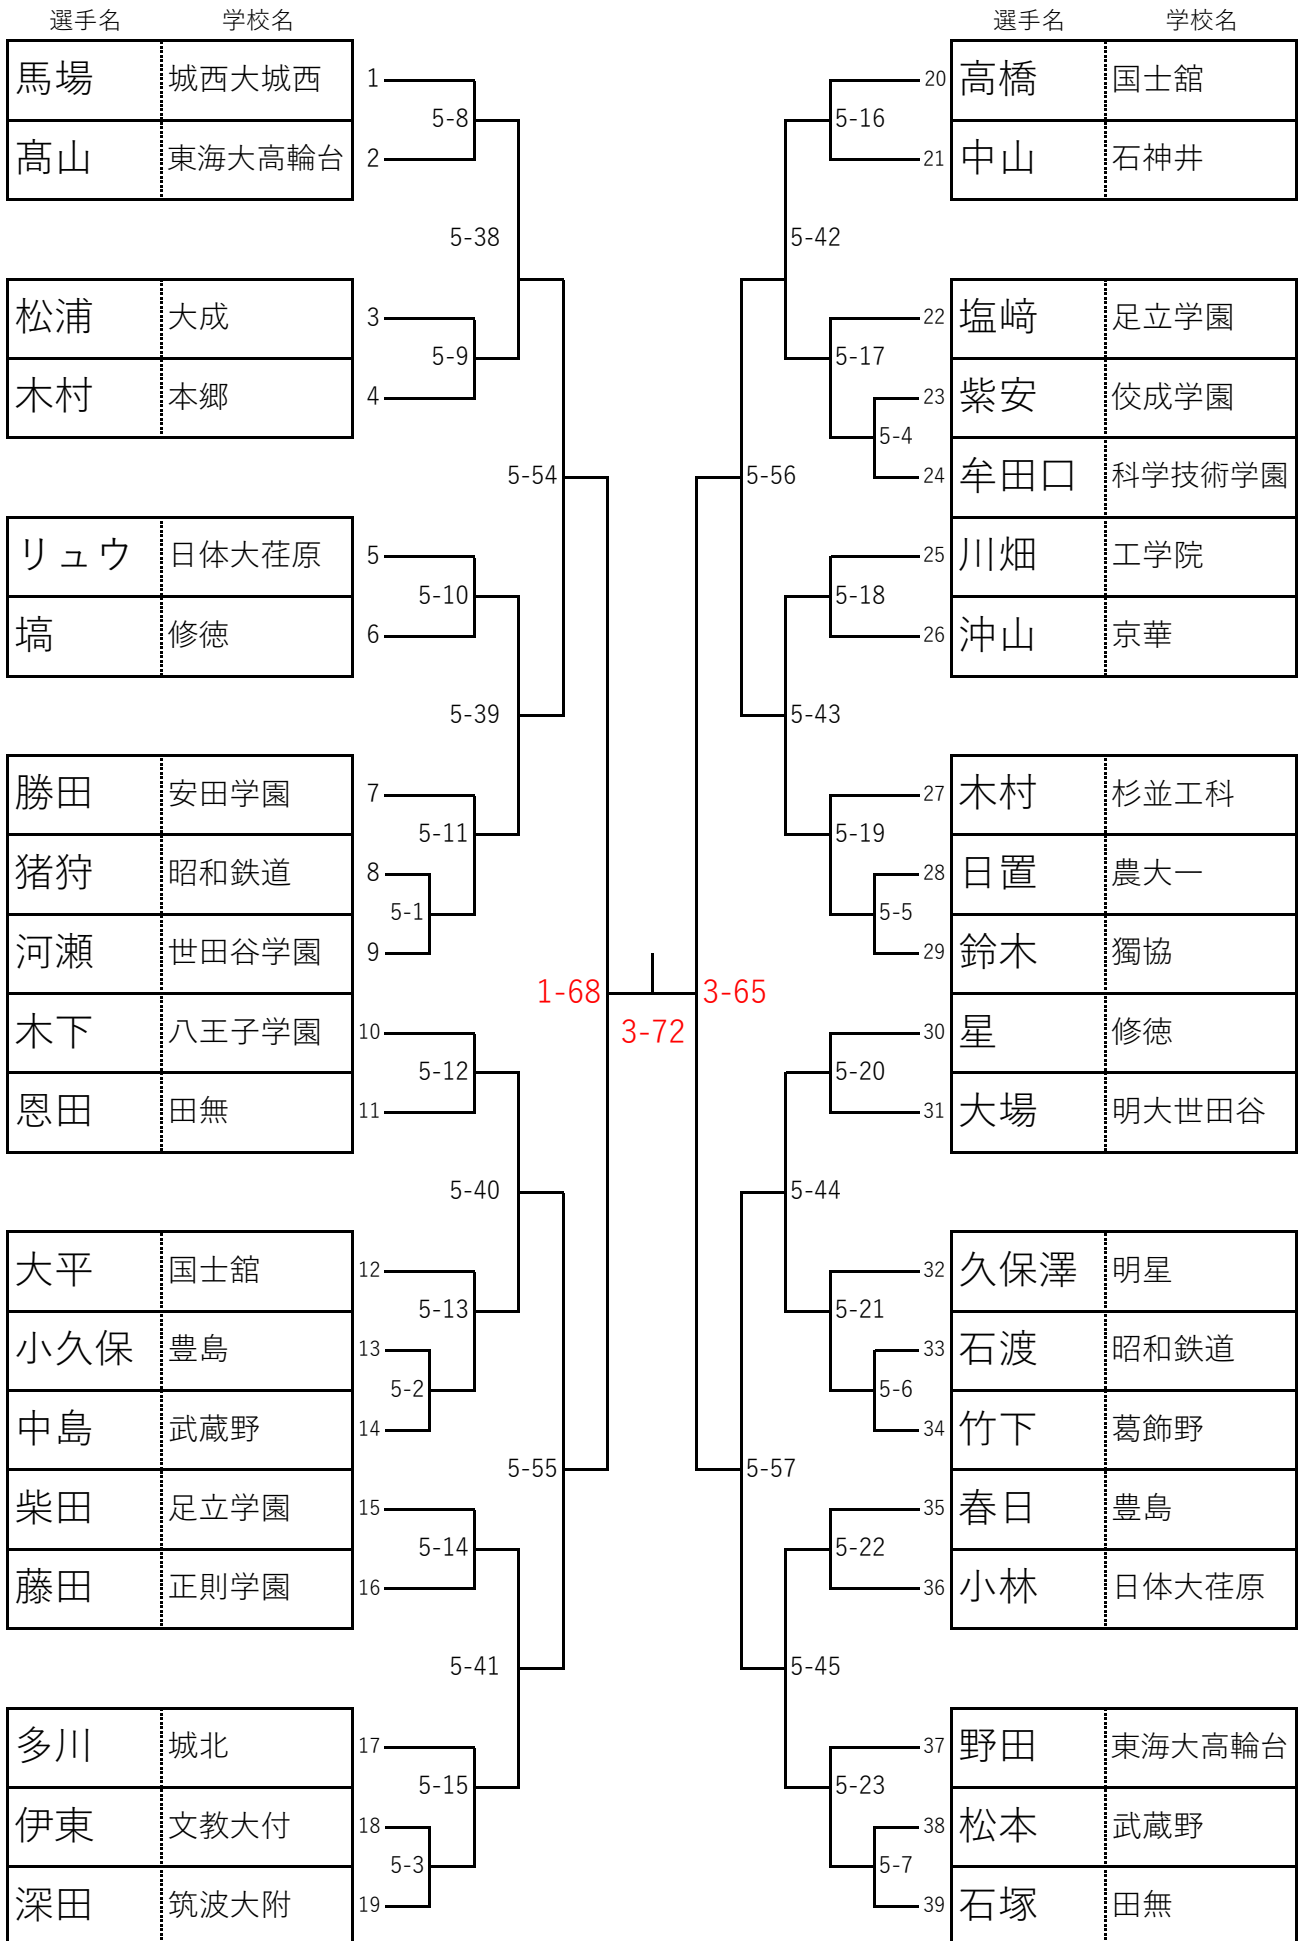 選手名 学校名
馬場 城西大城西 1
髙山 東海大高輪台 2
5-8
5-38
松浦 大成 3
木村 本郷 4
5-9
5-54
リュウ 日体大荏原 5
塙 修徳 6
5-10
5-39
勝田 安田学園 7
猪狩 昭和鉄道 8
河瀬 世田谷学園 9
5-11
5-1
木下 八王子学園 10
恩田 田無 11
5-12
5-40
大平 国士舘 12
小久保 豊島 13
中島 武蔵野 14
5-13
5-2
5-55
柴田 足立学園 15
藤田 正則学園 16
5-14
5-41
多川 城北 17
伊東 文教大付 18
深田 筑波大附 19
5-15
5-3
1-68
3-72
3-65
選手名 学校名
20 高橋 国士舘
21 中山 石神井
5-16
5-42
22 塩﨑 足立学園
23 紫安 佼成学園
24 牟田口 科学技術学園
5-17
5-4
5-56
25 川畑 工学院
26 沖山 京華
5-18
5-43
27 木村 杉並工科
28 日置 農大一
29 鈴木 獨協
5-19
5-5
30 星 修徳
31 大場 明大世田谷
5-20
5-44
32 久保澤 明星
33 石渡 昭和鉄道
34 竹下 葛飾野
5-21
5-6
5-57
35 春日 豊島
36 小林 日体大荏原
5-22
5-45
37 野田 東海大高輪台
38 松本 武蔵野
39 石塚 田無
5-23
5-7